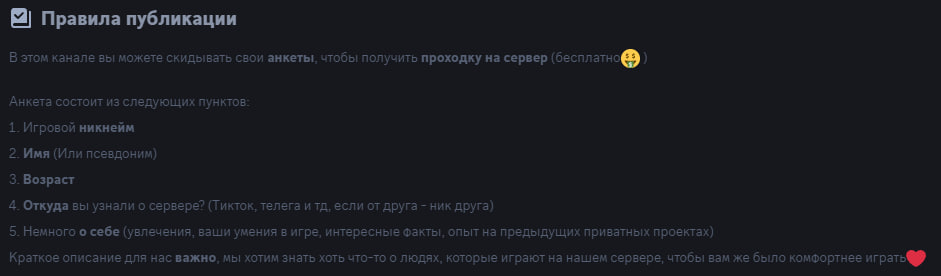 Правила публикации
В этом канале вы можете скидывать свои анкеты, чтобы получить проходку на сервер (бесплатно🤑 )
Анкета состоит из следующих пунктов:
1. Игровой никнейм
2. Имя (Или псевдоним)
3. Возраст
4. Откуда вы узнали о сервере? (Тикток, телега и тд, если от друга - ник друга)
5. Немного о себе (увлечения, ваши умения в игре, интересные факты, опыт на предыдущих приватных проектах)
Краткое описание для нас важно, мы хотим знать хоть что-то о людях, которые играют на нашем сервере, чтобы вам же было комфортнее играть❤️